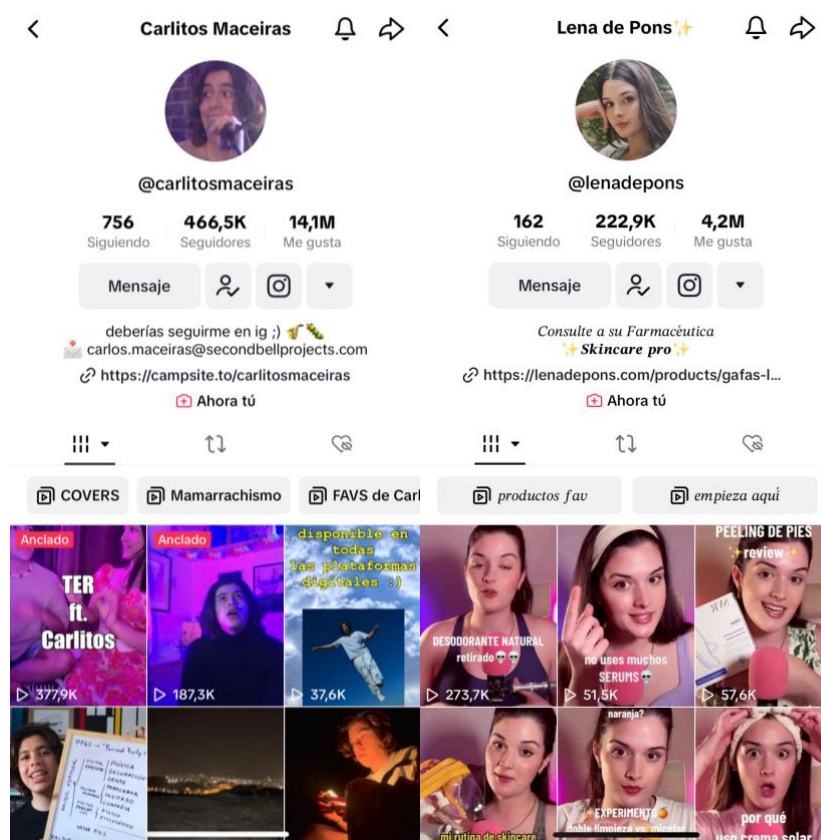 Carlitos Maceiras
@carlitosmaceiras
756
466,5K
14,1M
Siguiendo
Seguidores
Me gusta
Mensaje
deberías seguirme en ig ;) 🎷🐛
📩 carlos.maceiras@secondbellprojects.com
https://campsite.to/carlitosmaceiras
Ahora tú
COVERS
Mamarrachismo
FAVS de Carl
Anclado
TER
ft.
Carlitos
377,9K
Anclado
187,3K
disponible en
todas
las plataformas
digitales :)
37,6K
MÚSICA
DECORACIÓN
GENTE
Lena de Pons✨
@lenadepons
162
222,9K
4,2M
Siguiendo
Seguidores
Me gusta
Mensaje
Consulte a su Farmacéutica
✨Skincare pro✨
https://lenadepons.com/products/gafas-l...
Ahora tú
productos fav
empieza aquí
DESODORANTE NATURAL
retirado💀💀
273,7K
no uses muchos
SERUMS💀
51,5K
PEELING DE PIES
✨review✨
57,6K
mi rutina de skincare
naranja?
✨EXPERIMENTO🍊
doble limpieza vs. micelar
por qué
uso crema solar